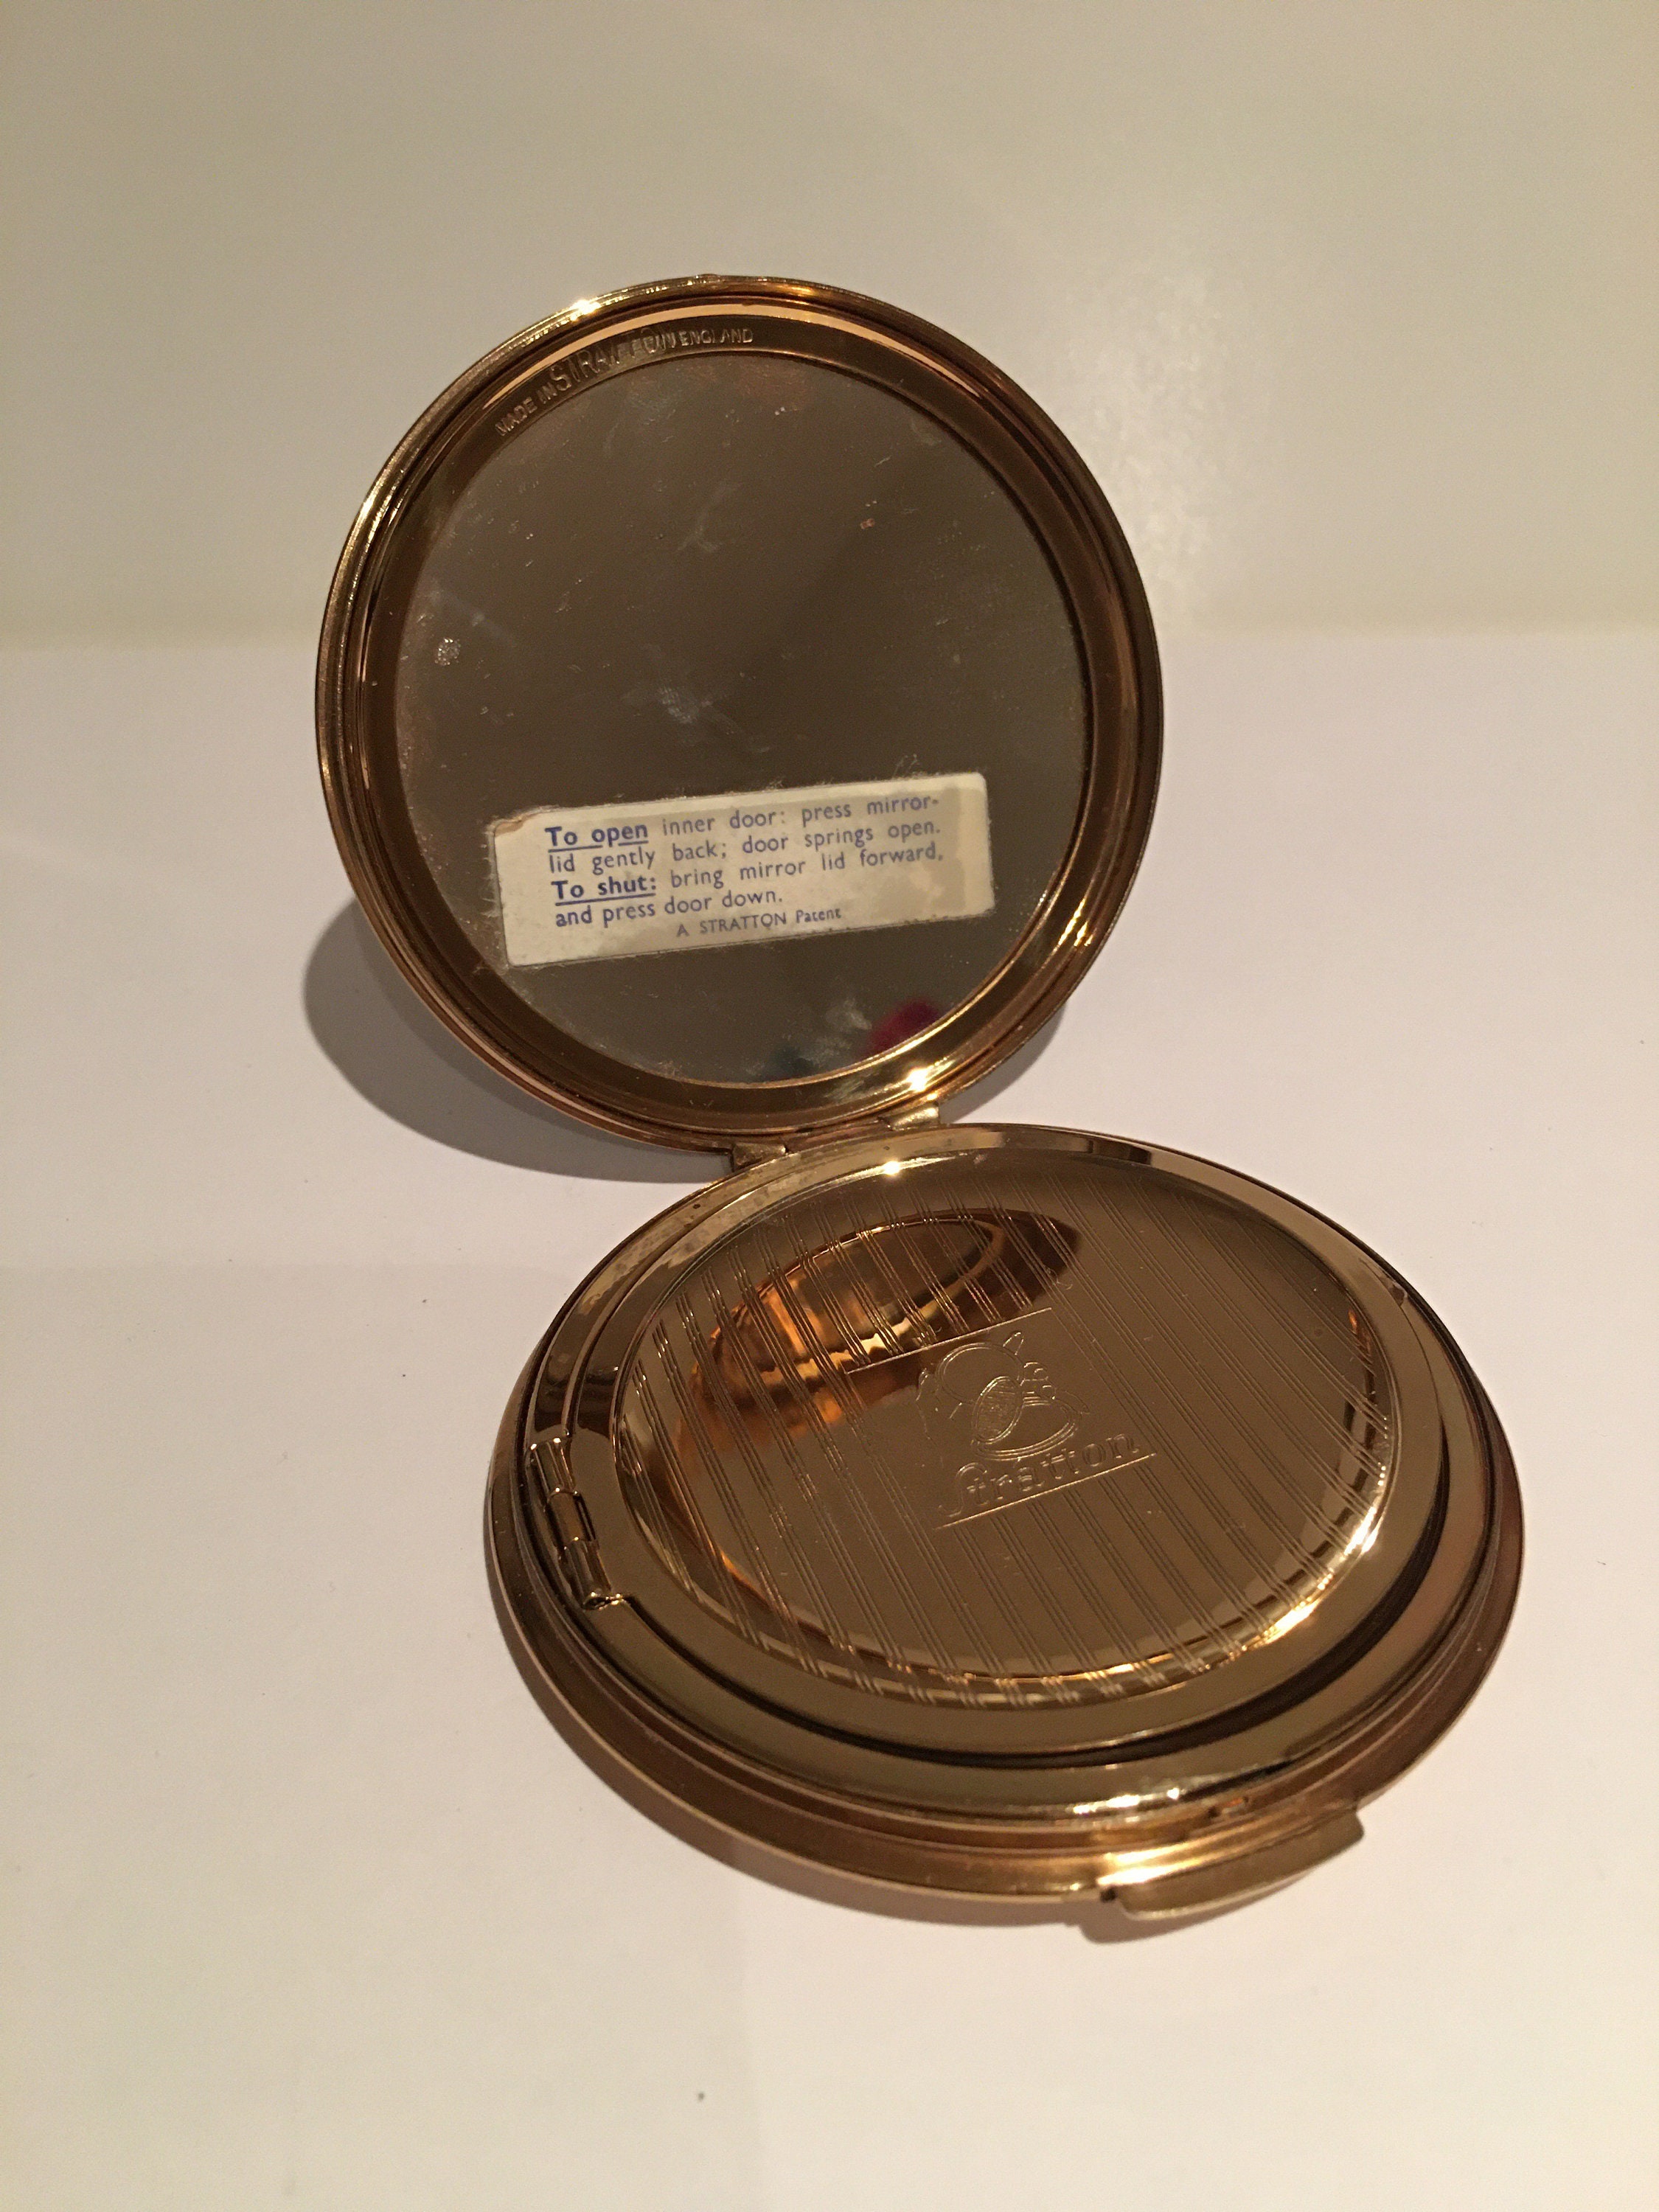 MADE IN STRATTON ENGLAND
To open inner door: press mirror-
lid gently back; door springs open.
To shut: bring mirror lid forward,
and press door down.
A STRATTON Patent
Stratton